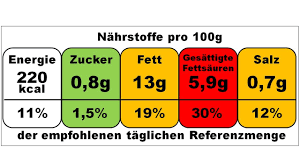 Nährstoffe pro 100g
Energie Zucker Fett Gesättigte Fettsäuren Salz
220 kcal 0,8g 13g 5,9g 0,7g
11% 1,5% 19% 30% 12%
der empfohlenen täglichen Referenzmenge